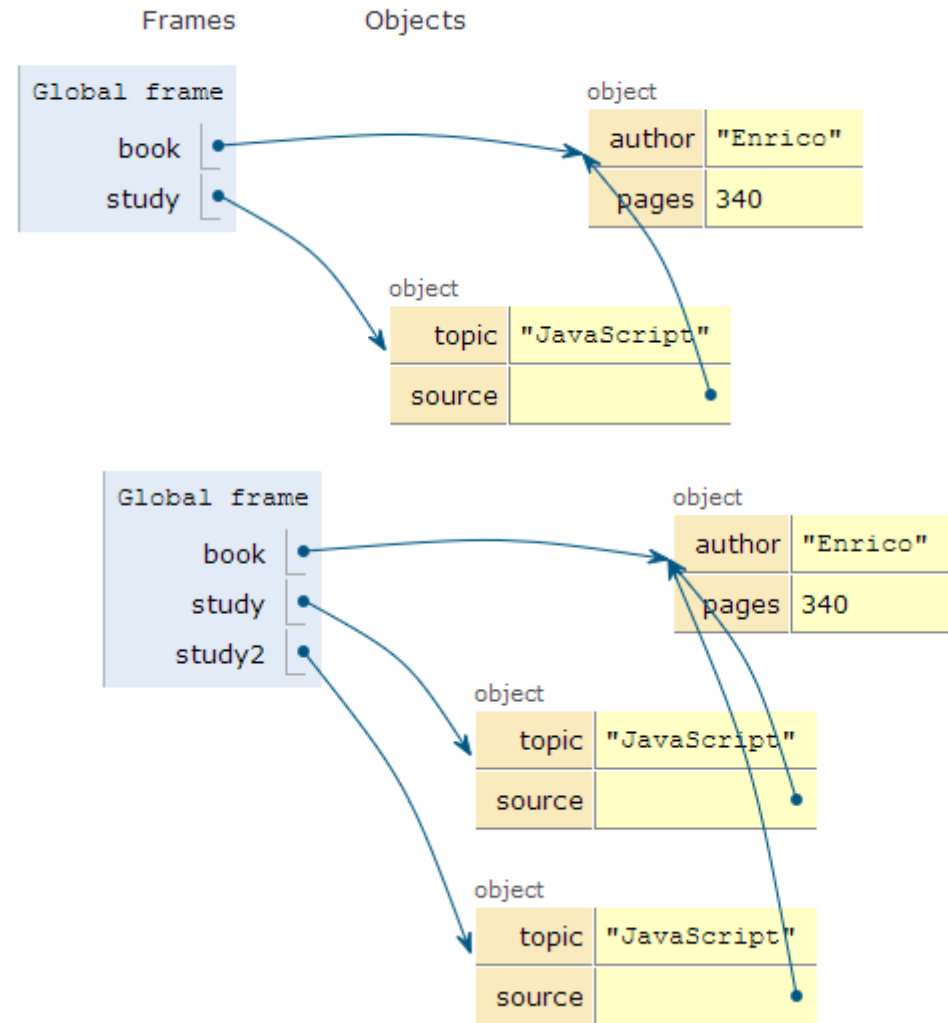 Frames Objects
Global frame
book
study
object
author "Enrico"
pages 340
object
topic "JavaScript"
source
Global frame
book
study
study2
object
author "Enrico"
pages 340
object
topic "JavaScript"
source
object
topic "JavaScript"
source